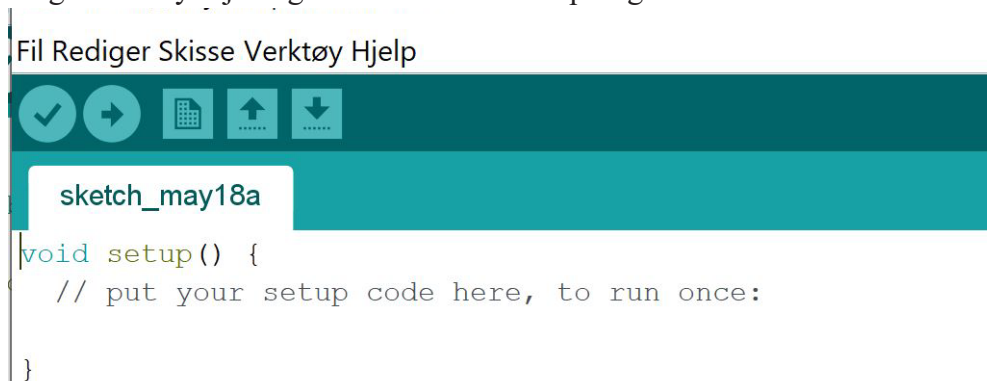 Fil Rediger Skisse Verktøy Hjelp
sketch_may18a
void setup() {
// put your setup code here, to run once:
}